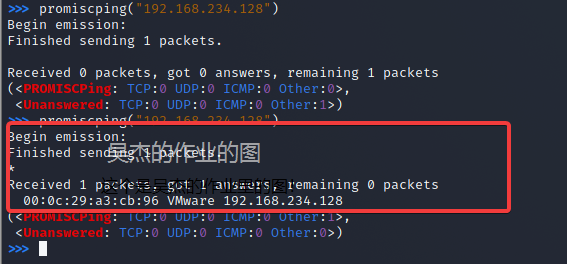 >>> promiscping("192.168.234.128")
Begin emission:
Finished sending 1 packets.
Received 0 packets, got 0 answers, remaining 1 packets
(<PROMISCPing: TCP:0 UDP:0 ICMP:0 Other:0>,
<Unanswered: TCP:0 UDP:0 ICMP:0 Other:1>)
>>> promiscping("192.168.234.128")
Begin emission:
Finished sending 1 packets.
吴杰的作业的图
*
Received 1 packets, got 1 answers, remaining 0 packets
这个是吴杰的作业里的图
00:0c:29:a3:cb:96 VMware 192.168.234.128
(<PROMISCPing: TCP:0 UDP:0 ICMP:0 Other:1>,
<Unanswered: TCP:0 UDP:0 ICMP:0 Other:0>)
>>>